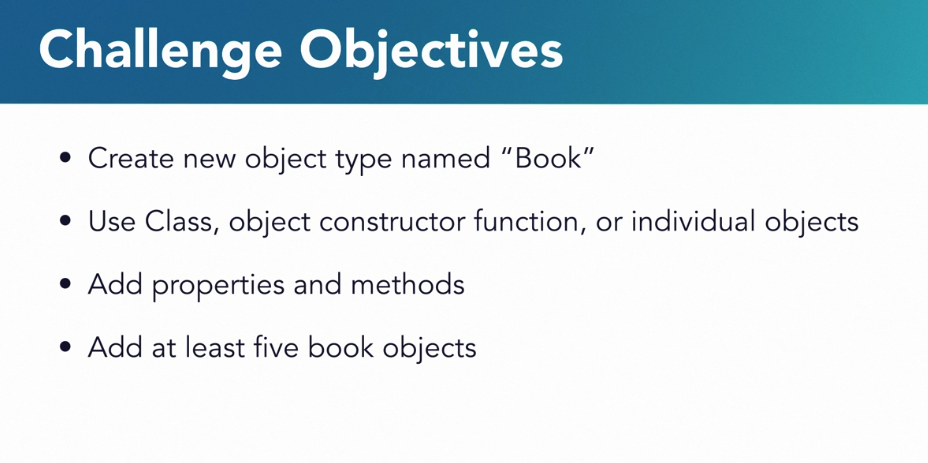 Challenge Objectives
• Create new object type named “Book”
• Use Class, object constructor function, or individual objects
• Add properties and methods
• Add at least five book objects